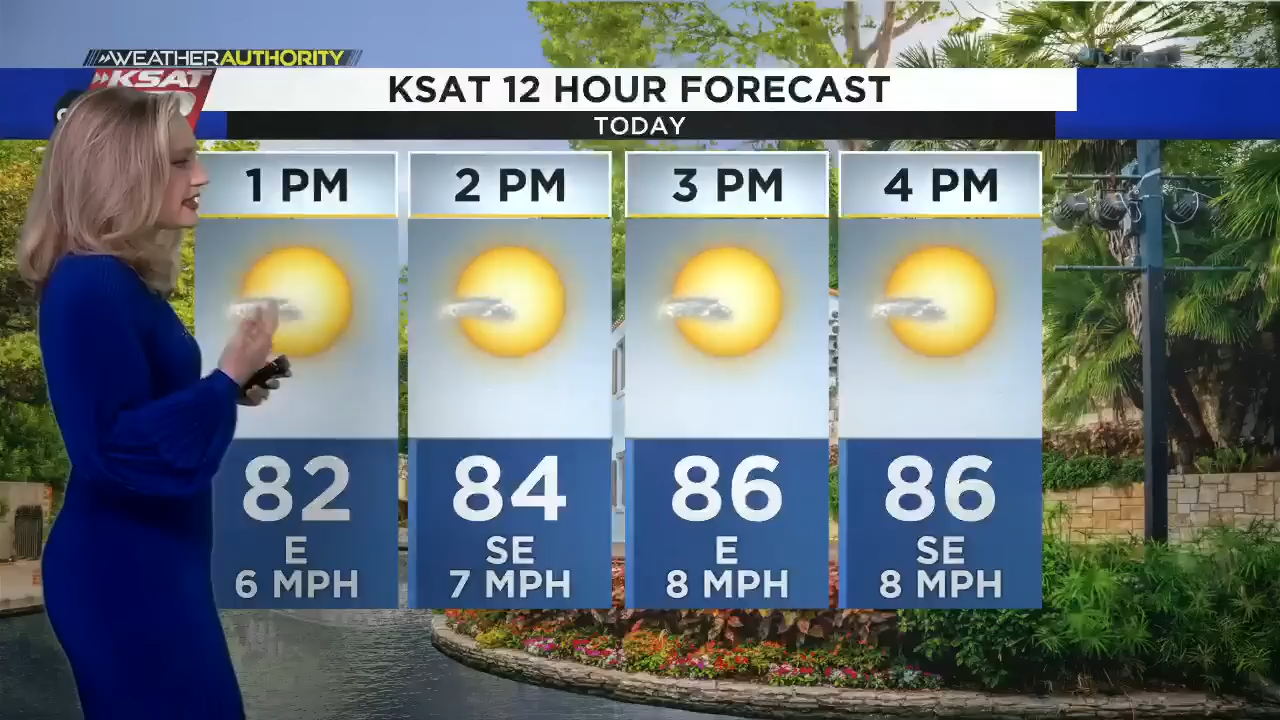 WEATHERAUTHORITY
KSAT
KSAT 12 HOUR FORECAST
TODAY
1 PM
2 PM
3 PM
4 PM
82
84
86
86
E
SE
E
SE
6 MPH
7 MPH
8 MPH
8 MPH